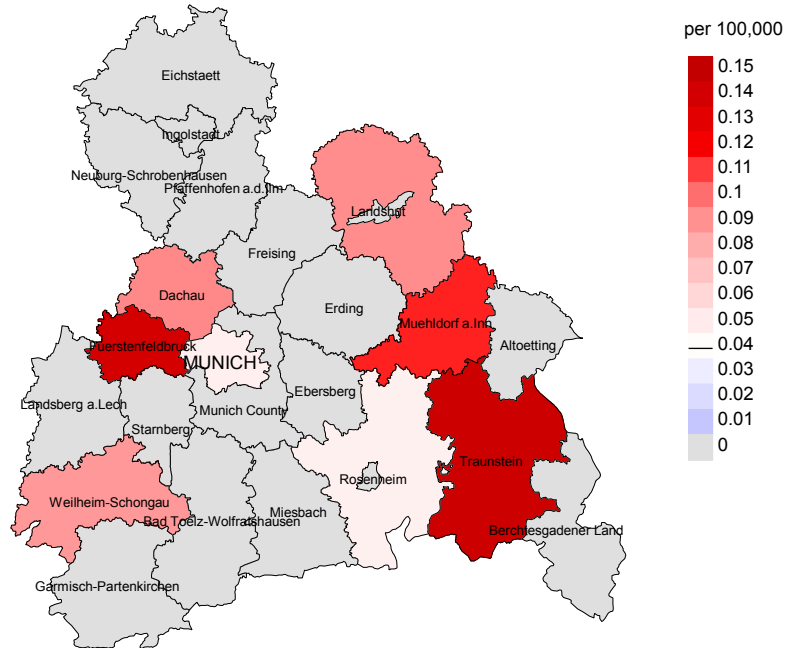 per 100,000
0.15
0.14
0.13
0.12
0.11
0.1
0.09
0.08
0.07
0.06
0.05
0.04
0.03
0.02
0.01
0
Eichstaett
Ingolstadt
Neuburg-Schrobenhausen
Pfaffenhofen a.d.Ilm
Landshut
Freising
Dachau
Erding
Muehldorf a.Inn
Fuerstenfeldbruck
Altoetting
MUNICH
Ebersberg
Landsberg a.Lech
Munich County
Starnberg
Traunstein
Rosenheim
Weilheim-Schongau
Miesbach
Bad Toelz-Wolfratshausen
Berchtesgadener Land
Garmisch-Partenkirchen